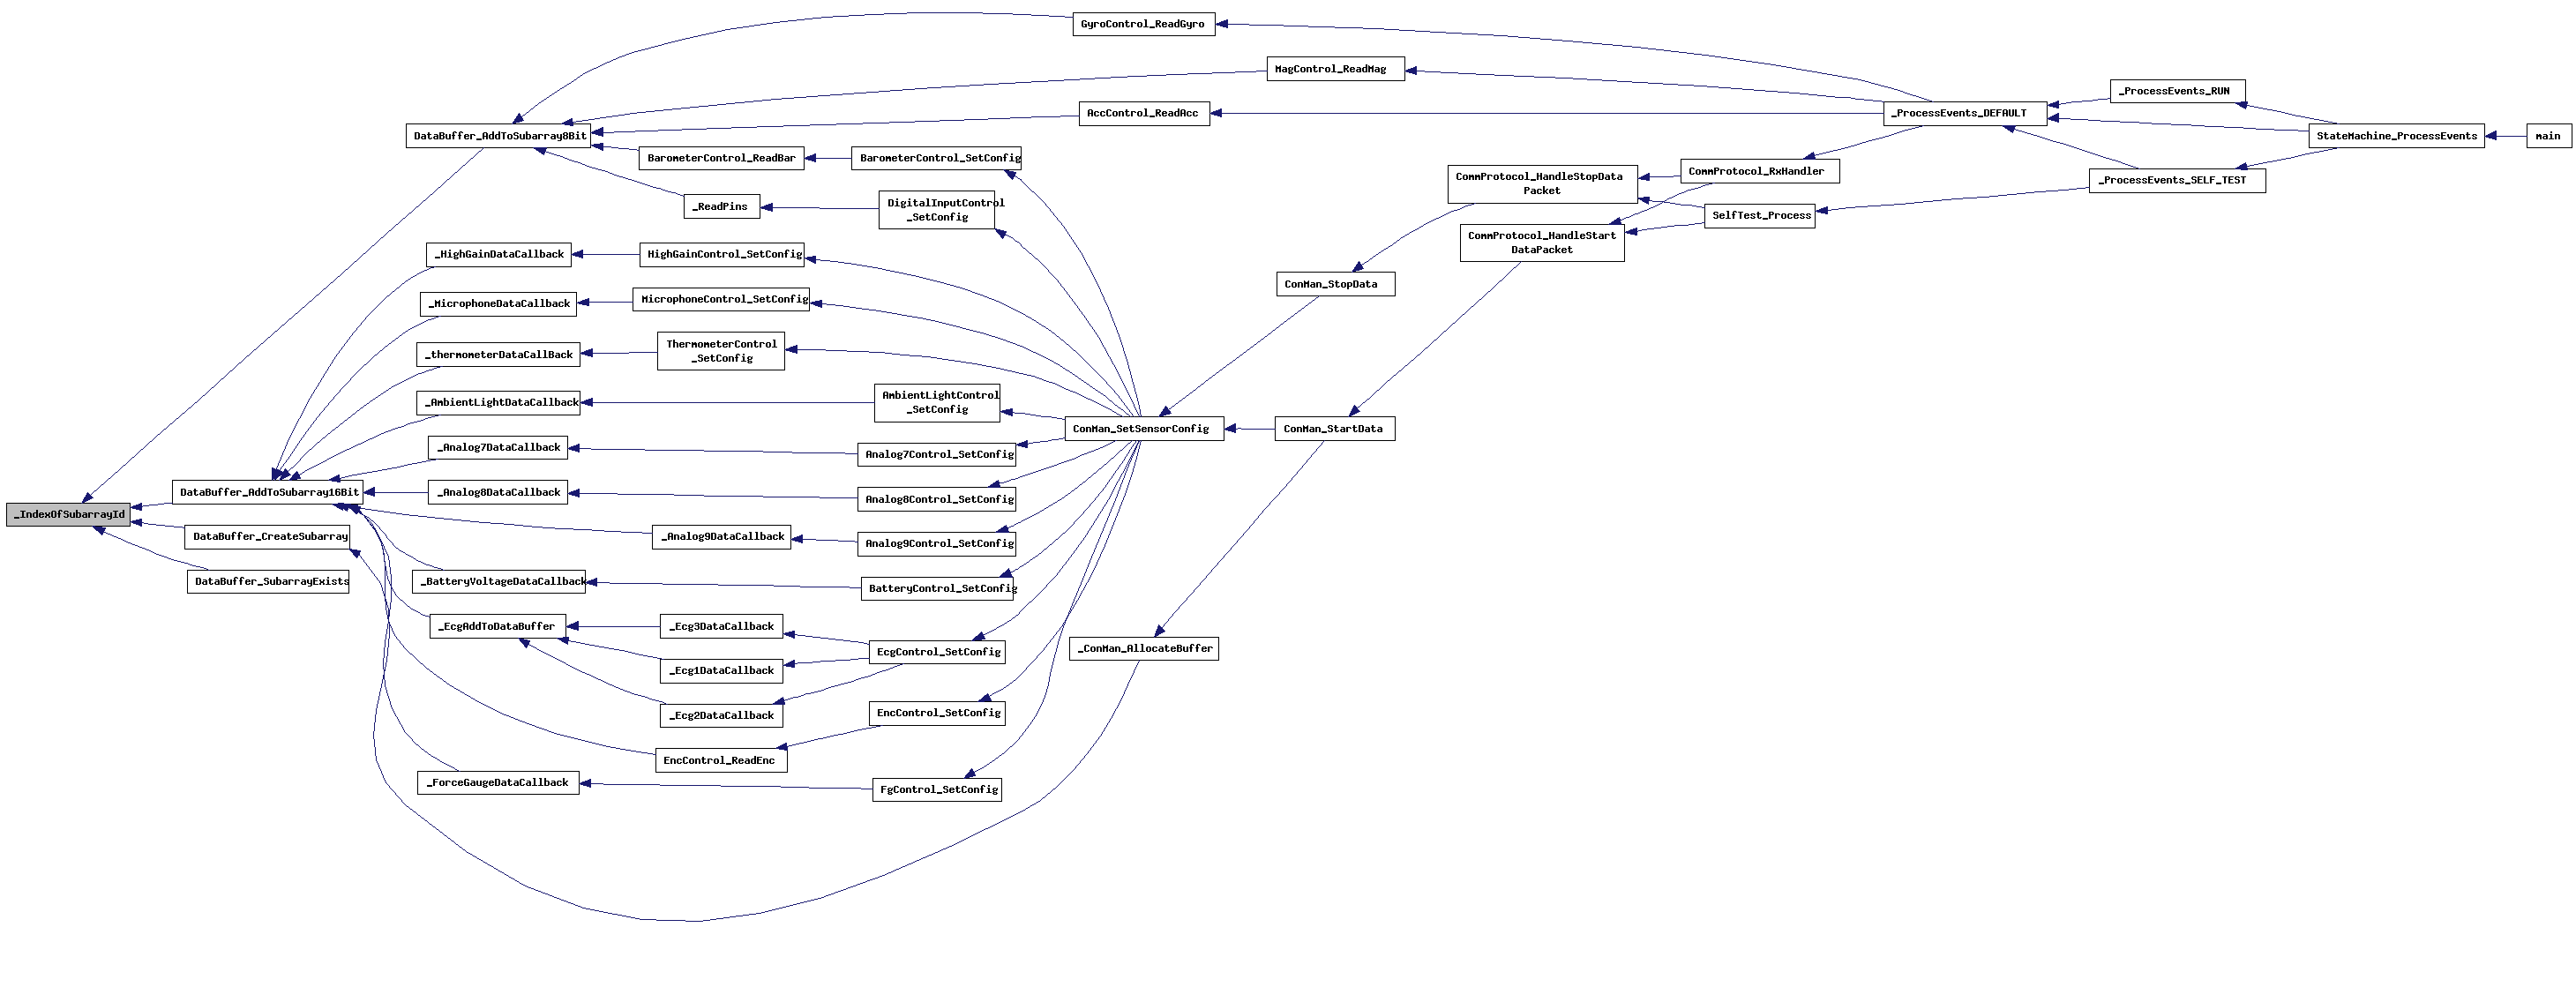 GyroControl_ReadGyro
MagControl_ReadMag
_ProcessEvents_RUN
AccControl_ReadAcc
_ProcessEvents_DEFAULT
DataBuffer_AddToSubarray8Bit
StateMachine_ProcessEvents
main
BarometerControl_ReadBar
BarometerControl_SetConfig
CommProtocol_HandleStopData
Packet
CommProtocol_RxHandler
_ProcessEvents_SELF_TEST
_ReadPins
DigitalInputControl
_SetConfig
SelfTest_Process
CommProtocol_HandleStart
DataPacket
_HighGainDataCallback
HighGainControl_SetConfig
ConMan_StopData
_MicrophoneDataCallback
MicrophoneControl_SetConfig
_thermometerDataCallBack
ThermometerControl
_SetConfig
_AmbientLightDataCallback
AmbientLightControl
_SetConfig
ConMan_SetSensorConfig
ConMan_StartData
_Analog7DataCallback
Analog7Control_SetConfig
DataBuffer_AddToSubarray16Bit
_Analog8DataCallback
Analog8Control_SetConfig
_IndexOfSubarrayId
DataBuffer_CreateSubarray
_Analog9DataCallback
Analog9Control_SetConfig
DataBuffer_SubarrayExists
_BatteryVoltageDataCallback
BatteryControl_SetConfig
_EcgAddToDataBuffer
_Ecg3DataCallback
EcgControl_SetConfig
_ConMan_AllocateBuffer
_Ecg1DataCallback
_Ecg2DataCallback
EncControl_SetConfig
EncControl_ReadEnc
_ForceGaugeDataCallback
FgControl_SetConfig